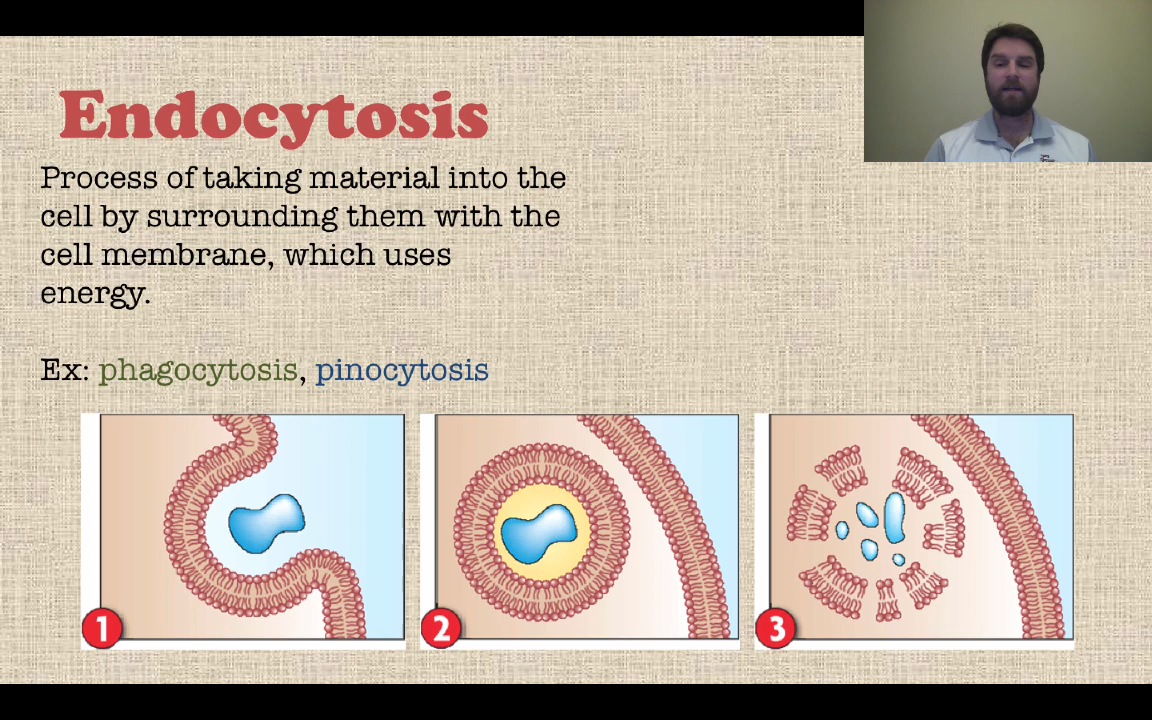 Endocytosis
Process of taking material into the
cell by surrounding them with the
cell membrane, which uses
energy.
Ex: phagocytosis, pinocytosis
1
2
3